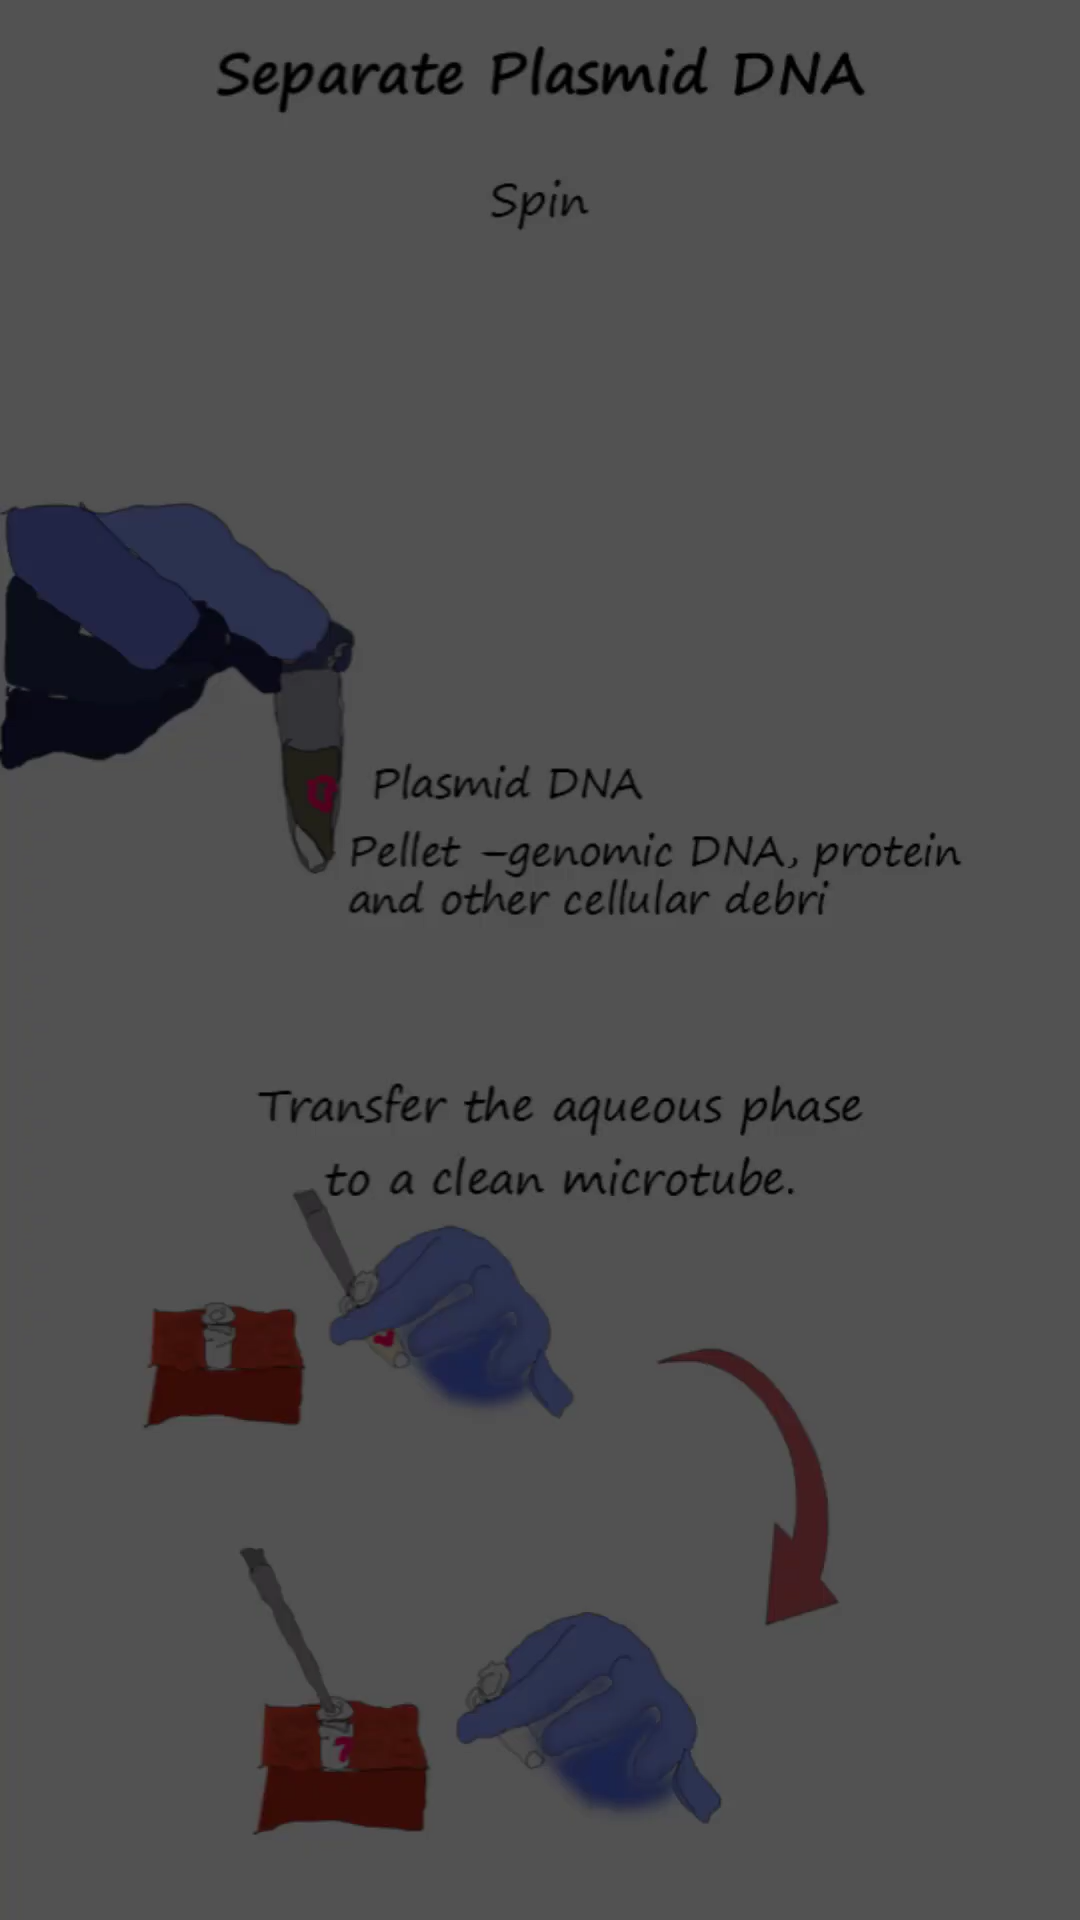 Separate Plasmid DNA
Spin
Plasmid DNA
Pellet –genomic DNA, protein
and other cellular debri
Transfer the aqueous phase
to a clean microtube.